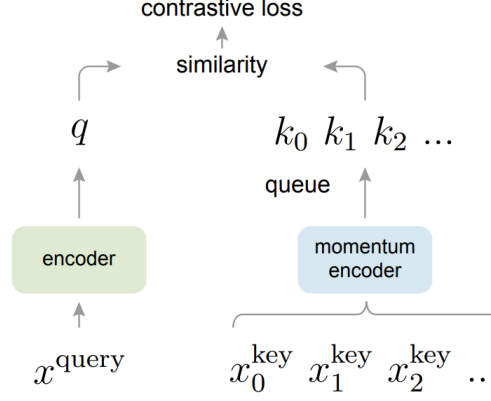 contrastive loss
similarity
q k₀ k₁ k₂ ...
queue
encoder
momentum
encoder
x^query x₀^key x₁^key x₂^key ..